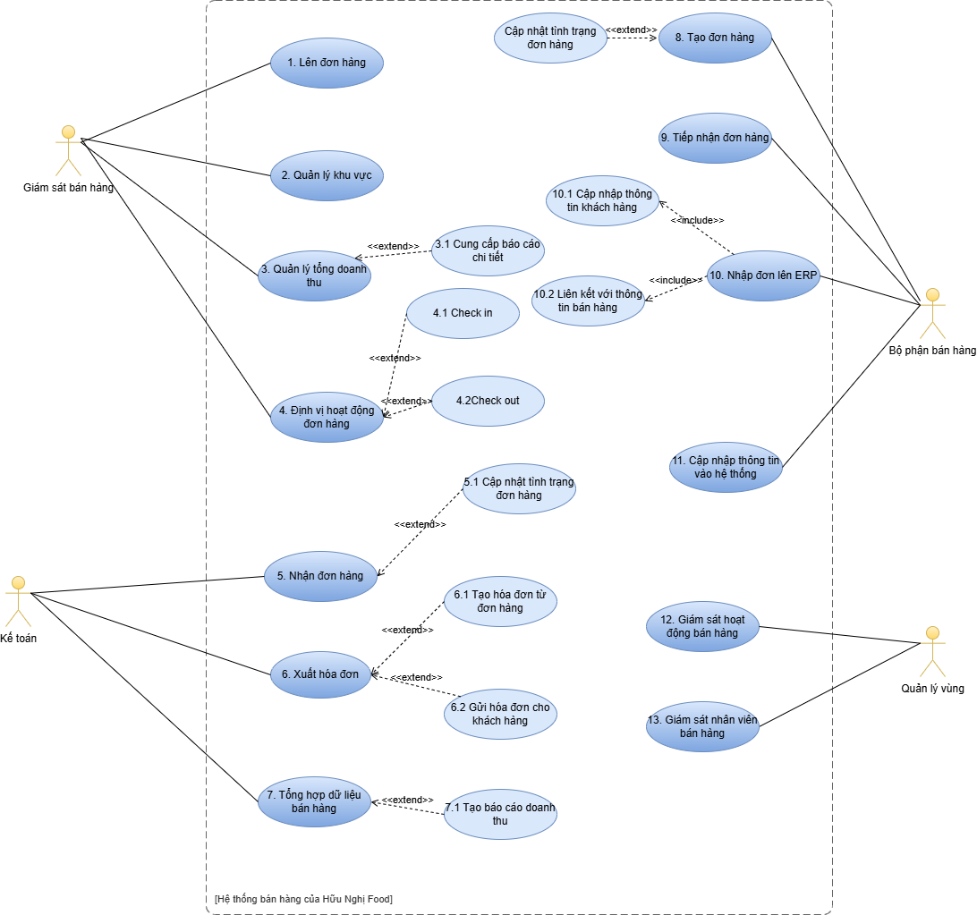 Cập nhật tình trạng
đơn hàng
<<extend>>
8. Tạo đơn hàng
1. Lên đơn hàng
9. Tiếp nhận đơn hàng
Giám sát bán hàng
2. Quản lý khu vực
10.1 Cập nhập thông
tin khách hàng
<<include>>
3.1 Cung cấp báo cáo
chi tiết
<<extend>>
3. Quản lý tổng doanh
thu
10. Nhập đơn lên ERP
<<include>>
10.2 Liên kết với thông
tin bán hàng
4.1 Check in
<<extend>>
Bộ phận bán hàng
4.2Check out
<<extend>>
4. Định vị hoạt động
đơn hàng
11. Cập nhập thông tin
vào hệ thống
5.1 Cập nhật tình trạng
đơn hàng
<<extend>>
5. Nhận đơn hàng
Kế toán
6.1 Tạo hóa đơn từ
đơn hàng
<<extend>>
12. Giám sát hoạt
động bán hàng
6. Xuất hóa đơn
<<extend>>
Quản lý vùng
6.2 Gửi hóa đơn cho
khách hàng
13. Giám sát nhân viên
bán hàng
7. Tổng hợp dữ liệu
bán hàng
<<extend>>
7.1 Tạo báo cáo doanh
thu
[Hệ thống bán hàng của Hữu Nghị Food]